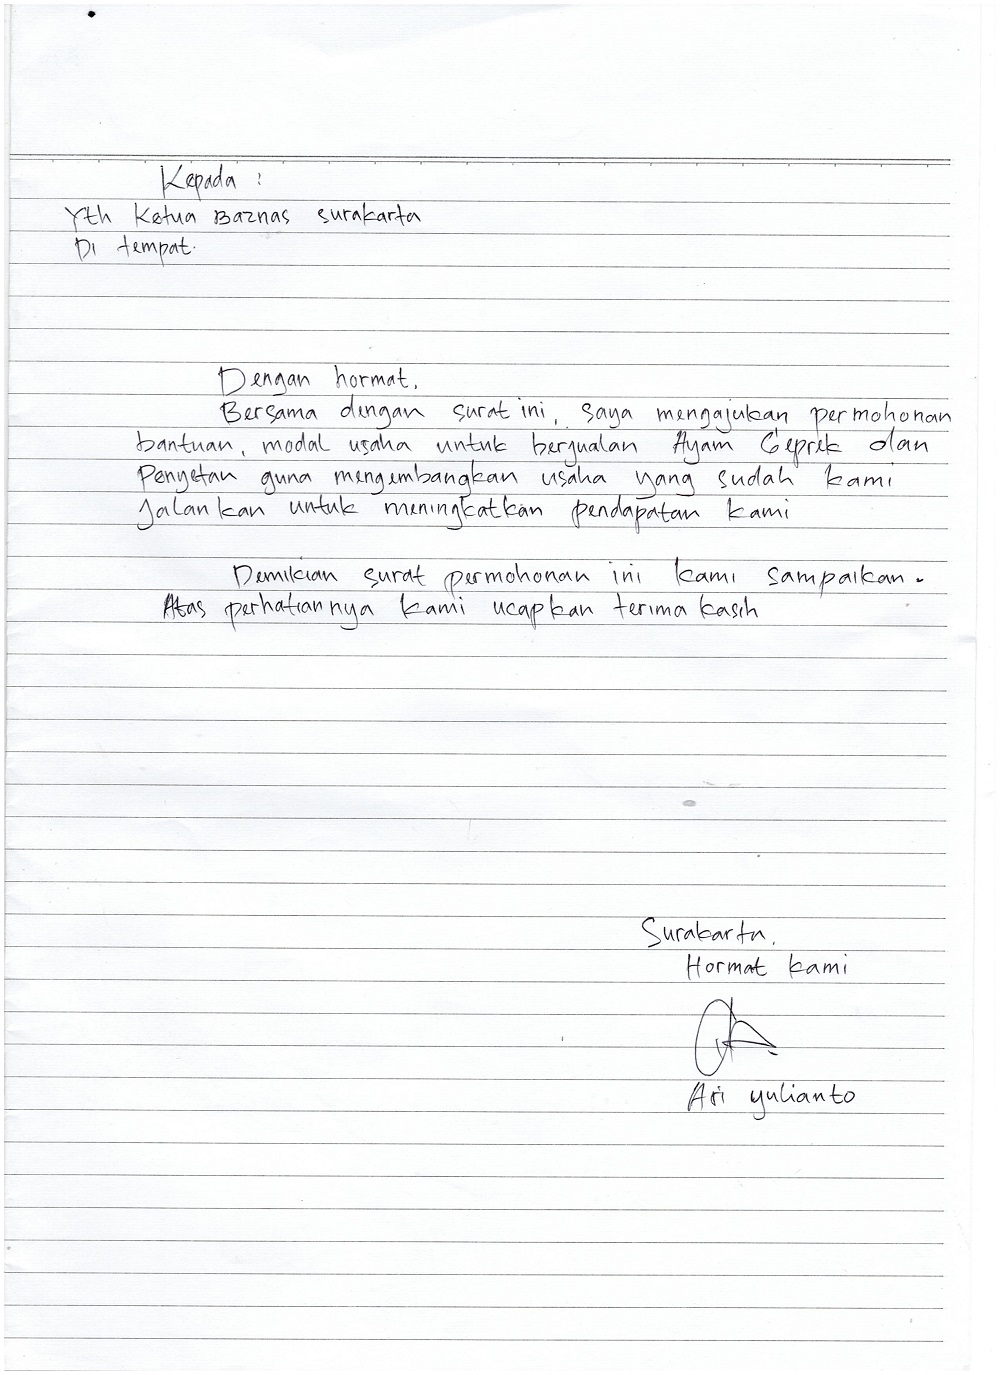 Kepada :
Yth Ketua Baznas Surakarta
Di tempat.
Dengan hormat,
Bersama dengan surat ini, saya mengajukan permohonan
bantuan, modal usaha untuk berjualan Ayam Geprek dan
Penyetan guna mengembangkan usaha yang sudah kami
Jalankan untuk meningkatkan pendapatan kami
Demikian surat permohonan ini kami sampaikan.
Atas perhatiannya kami ucapkan terima kasih
Surakarta,
Hormat kami
Ari yulianto